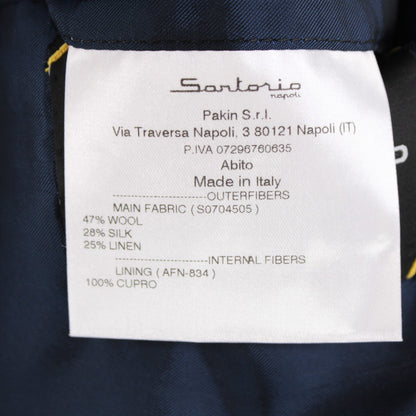 Sartorio
napoli
Pakin S.r.l.
Via Traversa Napoli, 3 80121 Napoli (IT)
P.IVA 07296760635
Abito
Made in Italy
----------------------------OUTERFIBERS
MAIN FABRIC ( S0704505 )
47% WOOL
28% SILK
25% LINEN
----------------------------INTERNAL FIBERS
LINING ( AFN-834 )
100% CUPRO